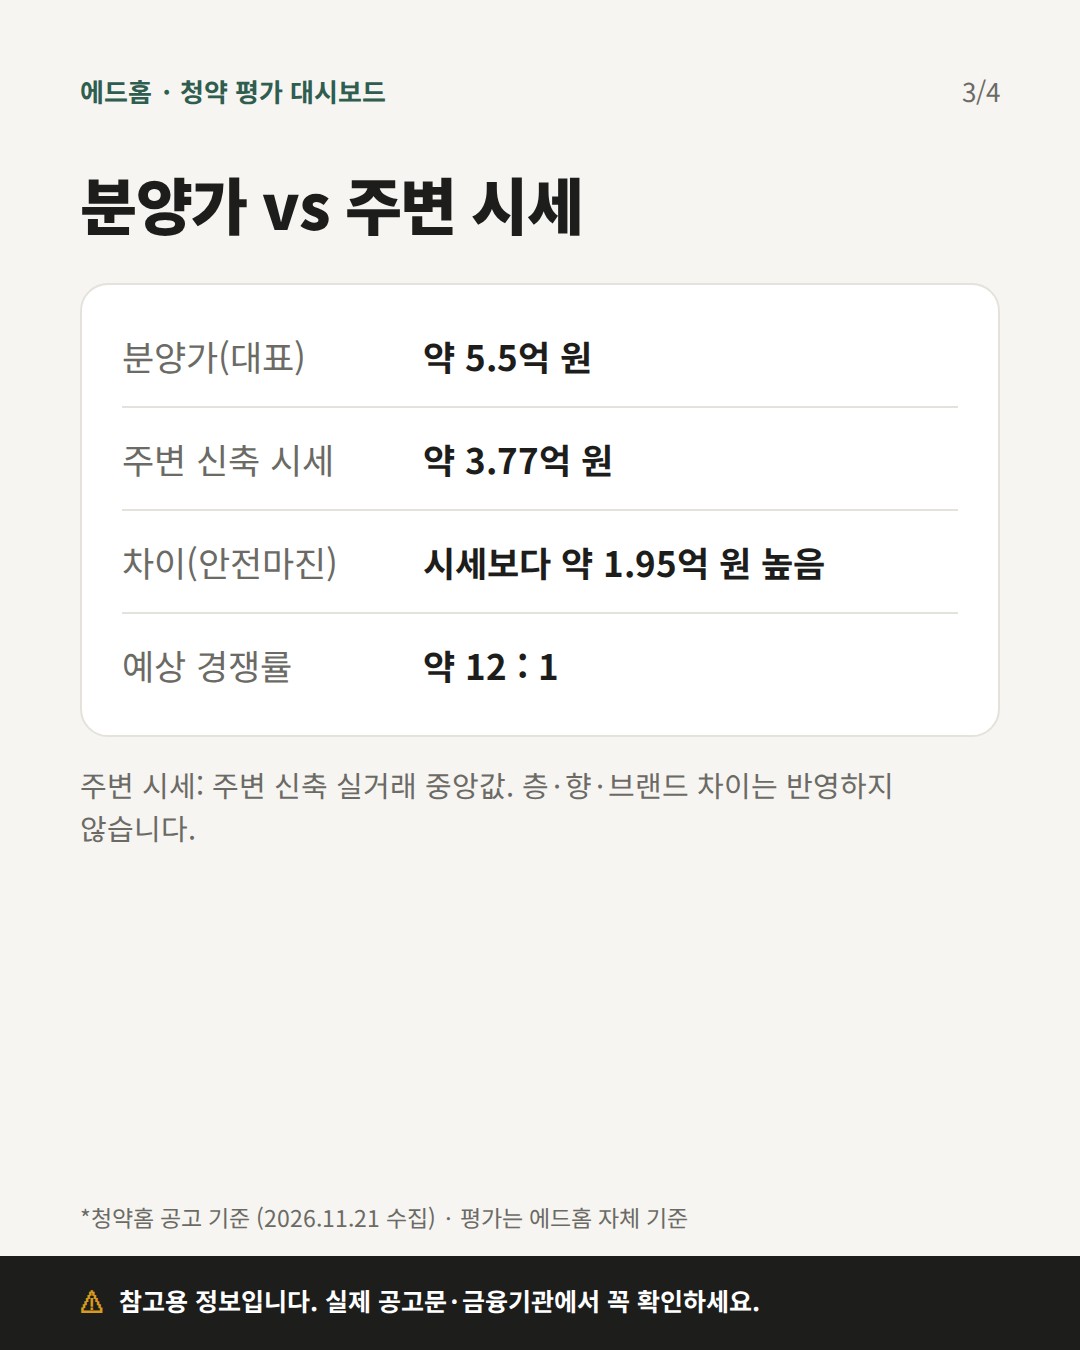 에드홈 · 청약 평가 대시보드
3/4
분양가 vs 주변 시세
분양가(대표) 약 5.5억 원
주변 신축 시세 약 3.77억 원
차이(안전마진) 시세보다 약 1.95억 원 높음
예상 경쟁률 약 12 : 1
주변 시세: 주변 신축 실거래 중앙값. 층·향·브랜드 차이는 반영하지
않습니다.
*청약홈 공고 기준 (2026.11.21 수집) · 평가는 에드홈 자체 기준
⚠ 참고용 정보입니다. 실제 공고문·금융기관에서 꼭 확인하세요.